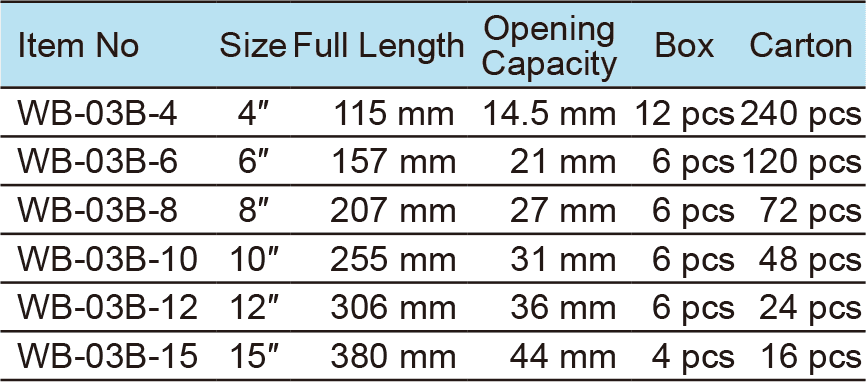 Item No Size Full Length Opening Capacity Box Carton
WB-03B-4 4″ 115 mm 14.5 mm 12 pcs 240 pcs
WB-03B-6 6″ 157 mm 21 mm 6 pcs 120 pcs
WB-03B-8 8″ 207 mm 27 mm 6 pcs 72 pcs
WB-03B-10 10″ 255 mm 31 mm 6 pcs 48 pcs
WB-03B-12 12″ 306 mm 36 mm 6 pcs 24 pcs
WB-03B-15 15″ 380 mm 44 mm 4 pcs 16 pcs